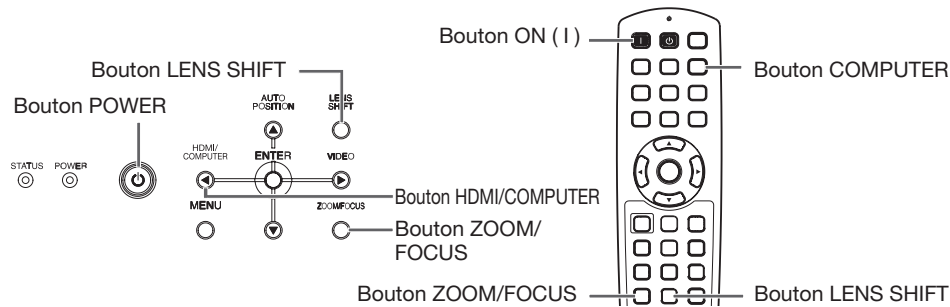 Bouton ON ( I )
Bouton LENS SHIFT
Bouton COMPUTER
Bouton POWER
AUTO
POSITION
LENS
SHIFT
HDMI/
COMPUTER
ENTER
VIDEO
STATUS
POWER
Bouton HDMI/COMPUTER
MENU
ZOOM/FOCUS
Bouton ZOOM/
FOCUS
Bouton ZOOM/FOCUS
Bouton LENS SHIFT